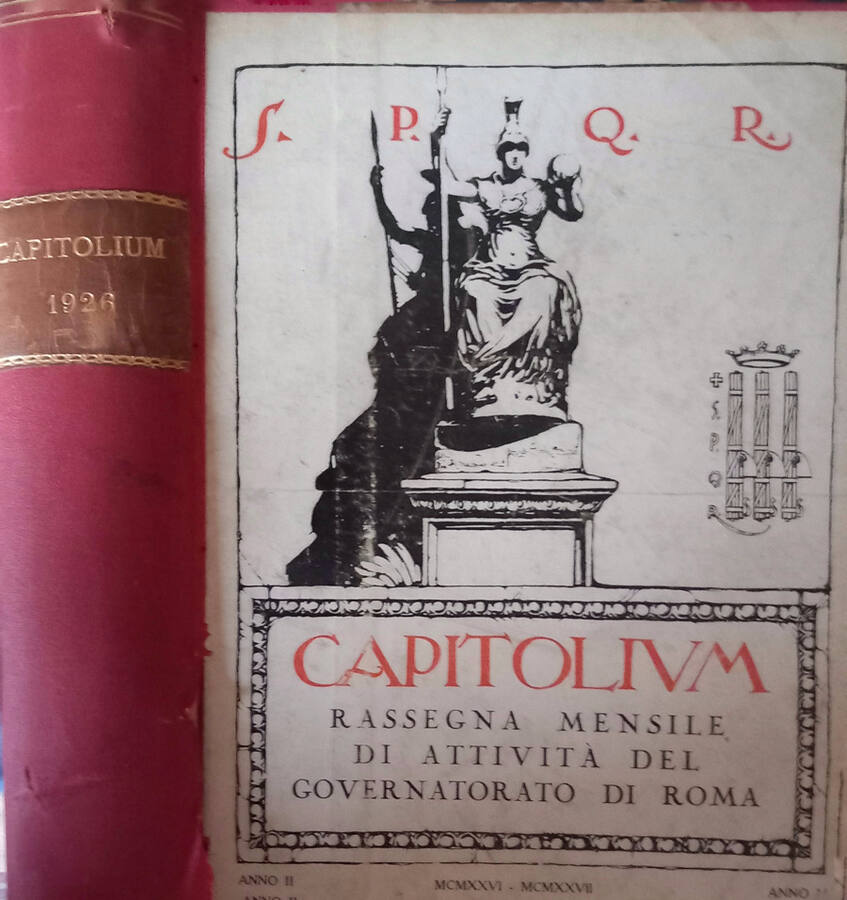 CAPITOLIUM
1926
S. P. Q. R.
+ S. P. Q. R
CAPITOLIVM
RASSEGNA MENSILE
DI ATTIVITÀ DEL
GOVERNATORATO DI ROMA
ANNO II
MCMXXVI - MCMXXVII
ANNO